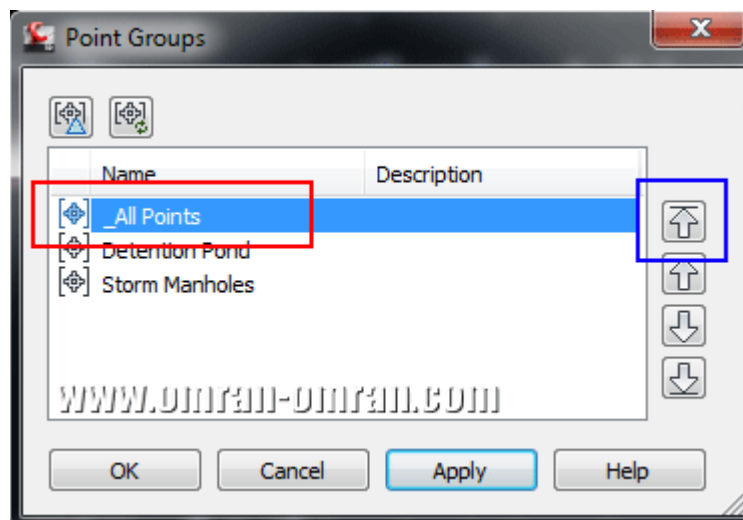 Point Groups
Name Description
_All Points
Detention Pond
Storm Manholes
www.omran-omran.com
OK Cancel Apply Help